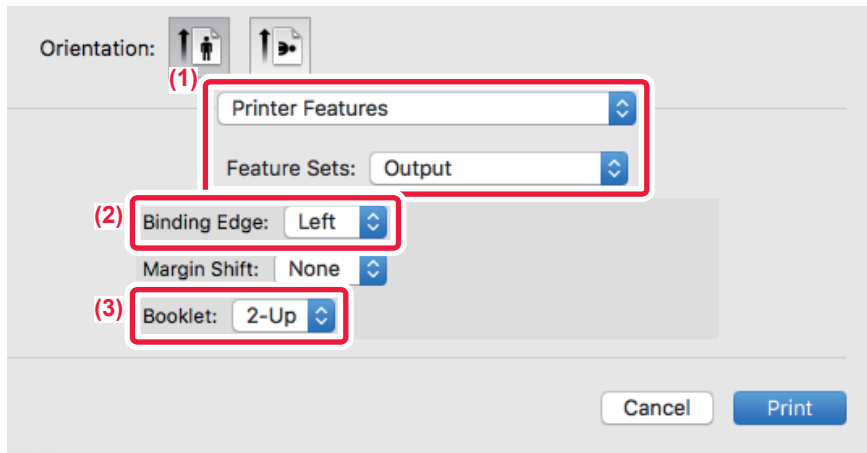 Orientation:
(1)
Printer Features
Feature Sets: Output
(2) Binding Edge: Left
Margin Shift: None
(3) Booklet: 2-Up
Cancel Print